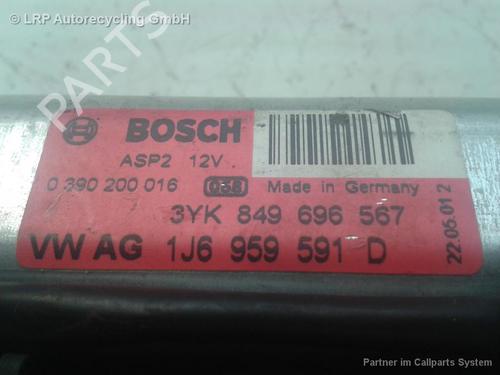 © LRP Autorecycling GmbH
PARTS
BOSCH
ASP2 12V
0 390 200 016
Made in Germany
3YK 849 696 567
VW AG 1J6 959 591 D
22.05.01 2
Partner im Callparts System